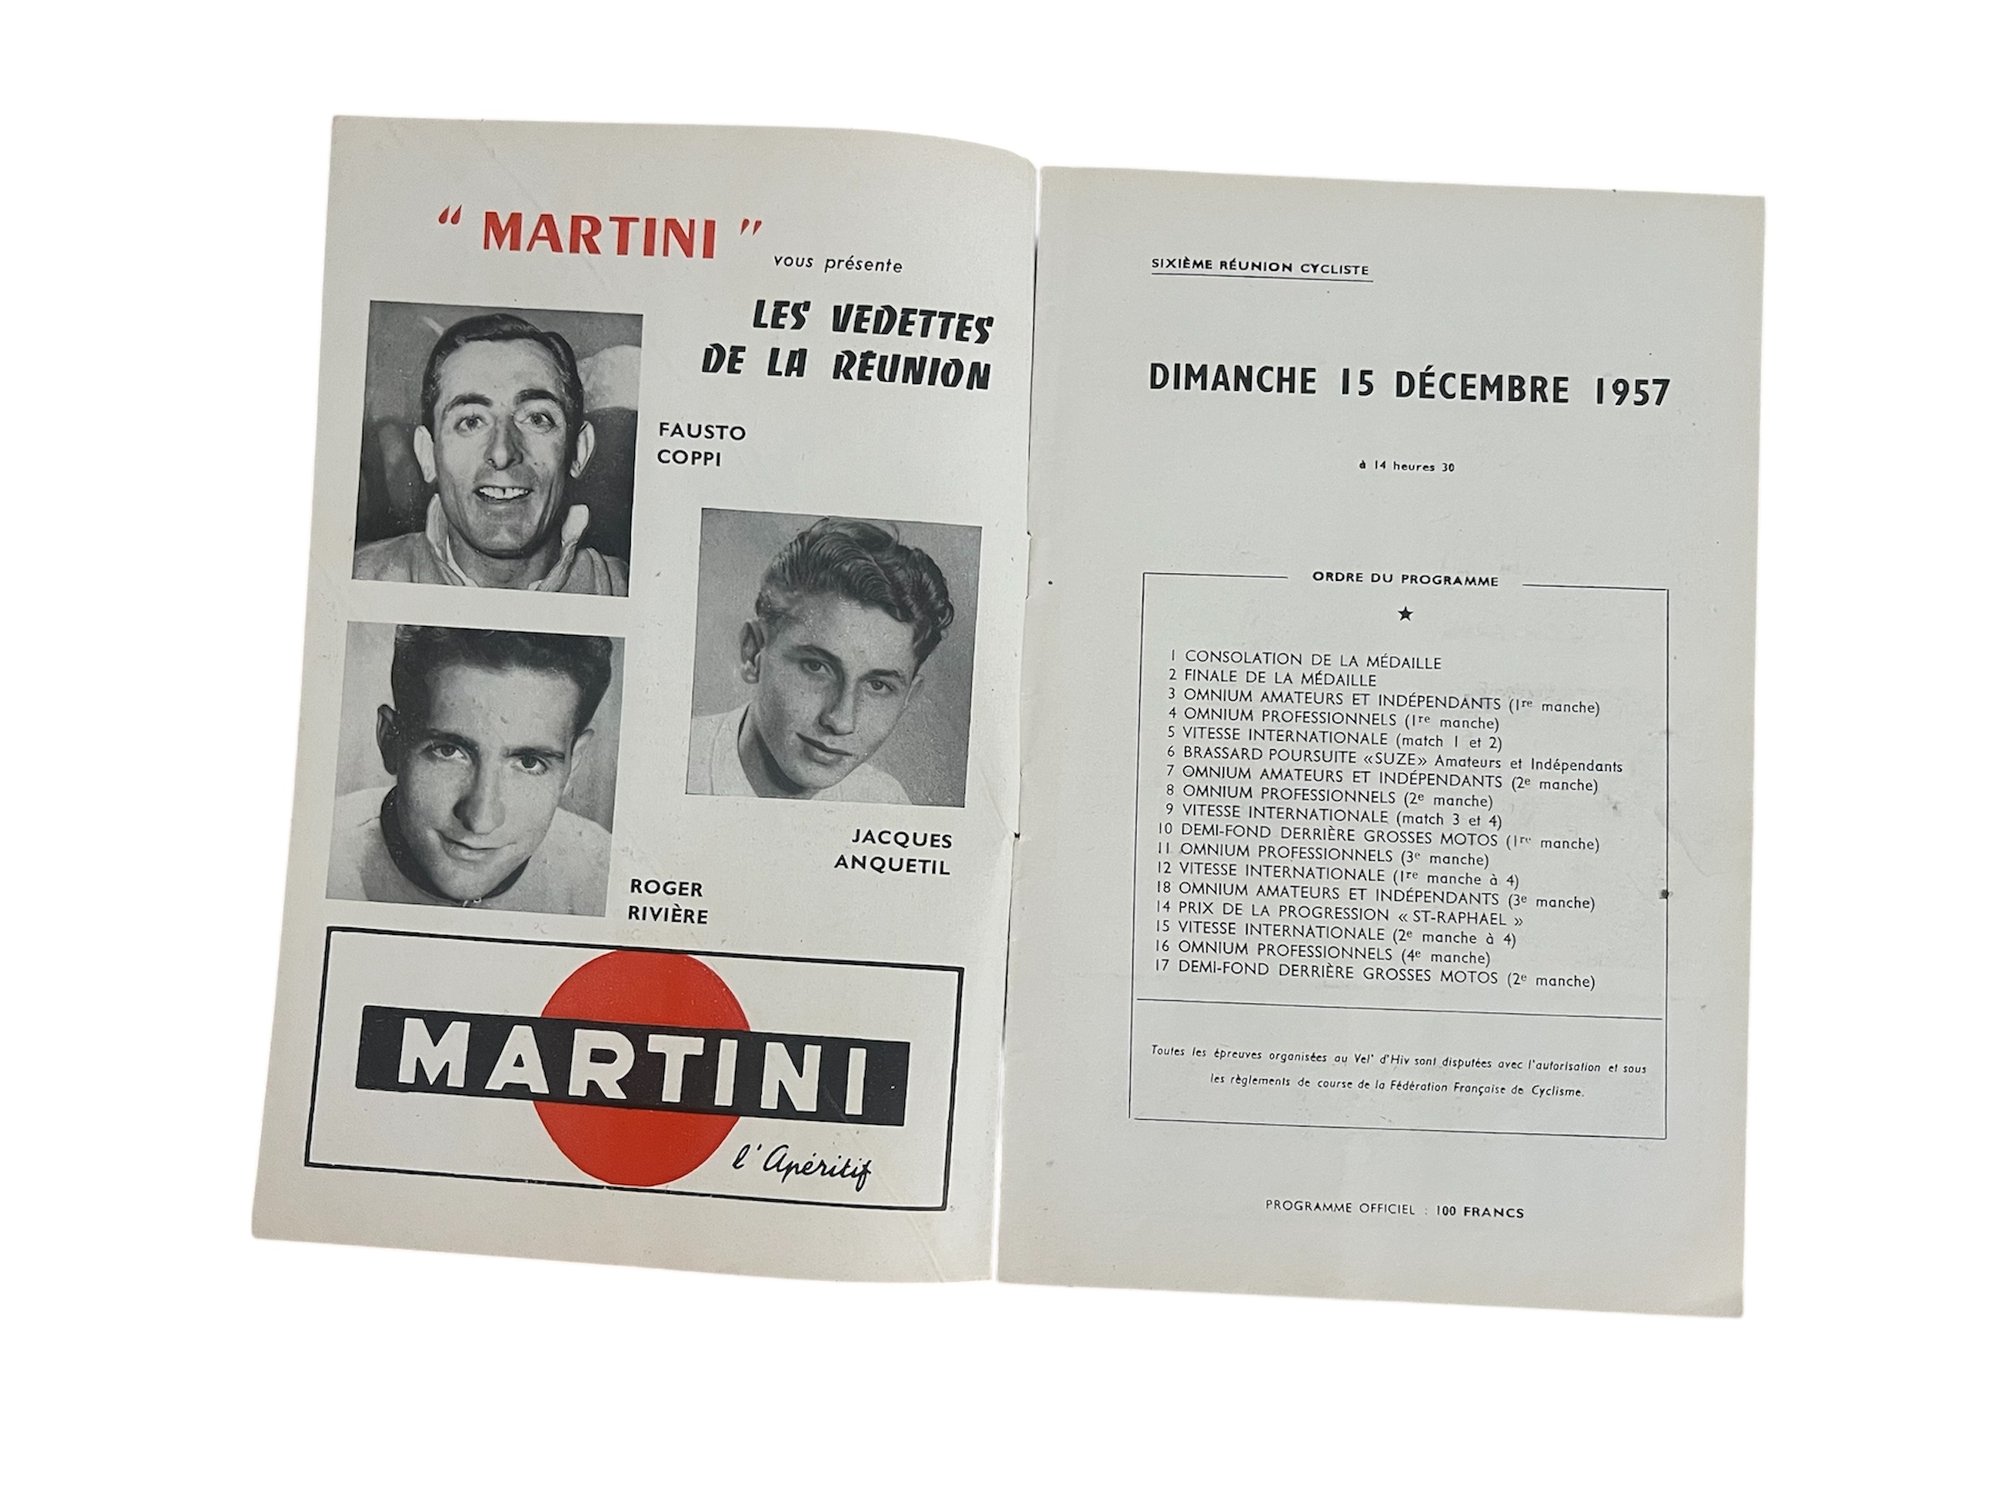 “ MARTINI ”
vous présente
LES VEDETTES
DE LA RÉUNION
FAUSTO
COPPI
JACQUES
ANQUETIL
ROGER
RIVIÈRE
MARTINI
l'Apéritif
SIXIÈME RÉUNION CYCLISTE
DIMANCHE 15 DÉCEMBRE 1957
à 14 heures 30
ORDRE DU PROGRAMME
★
1 CONSOLATION DE LA MÉDAILLE
2 FINALE DE LA MÉDAILLE
3 OMNIUM AMATEURS ET INDÉPENDANTS (1re manche)
4 OMNIUM PROFESSIONNELS (1re manche)
5 VITESSE INTERNATIONALE (match 1 et 2)
6 BRASSARD POURSUITE «SUZE» Amateurs et Indépendants
7 OMNIUM AMATEURS ET INDÉPENDANTS (2e manche)
8 OMNIUM PROFESSIONNELS (2e manche)
9 VITESSE INTERNATIONALE (match 3 et 4)
10 DEMI-FOND DERRIÈRE GROSSES MOTOS (1re manche)
11 OMNIUM PROFESSIONNELS (3e manche)
12 VITESSE INTERNATIONALE (1re manche à 4)
18 OMNIUM AMATEURS ET INDÉPENDANTS (3e manche)
14 PRIX DE LA PROGRESSION « ST-RAPHAEL »
15 VITESSE INTERNATIONALE (2e manche à 4)
16 OMNIUM PROFESSIONNELS (4e manche)
17 DEMI-FOND DERRIÈRE GROSSES MOTOS (2e manche)
Toutes les épreuves organisées au Vel' d'Hiv sont disputées avec l'autorisation et sous
les règlements de course de la Fédération Française de Cyclisme.
PROGRAMME OFFICIEL : 100 FRANCS